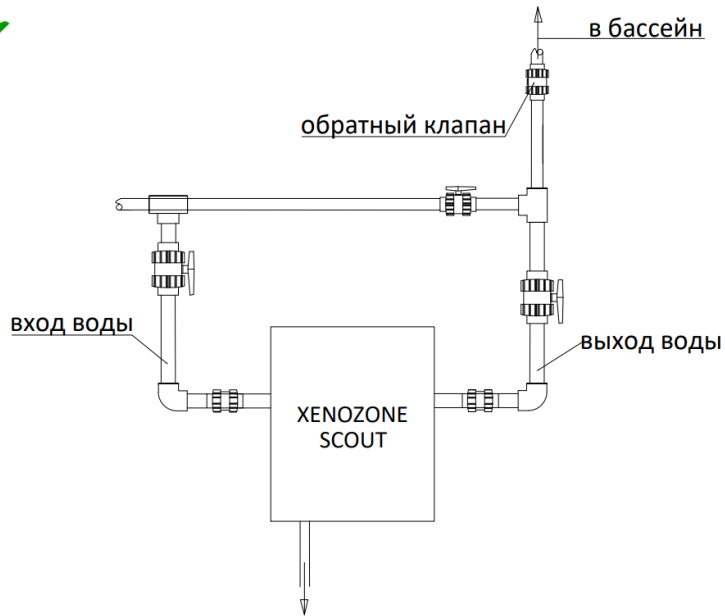 в бассейн
обратный клапан
вход воды
выход воды
XENOZONE
SCOUT